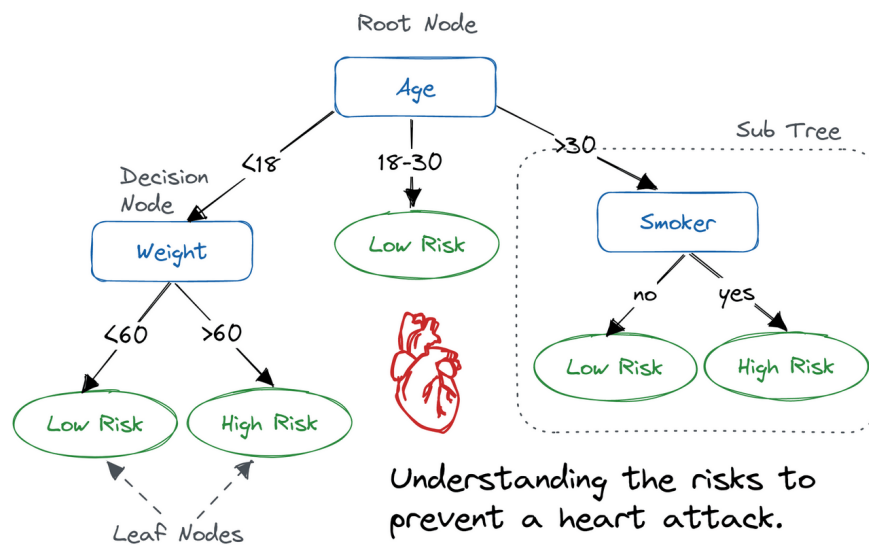 Root Node
Age
Sub Tree
<18
18-30
>30
Decision
Node
Weight
Low Risk
Smoker
<60
>60
no
yes
Low Risk
High Risk
Low Risk
High Risk
Leaf Nodes
Understanding the risks to
prevent a heart attack.